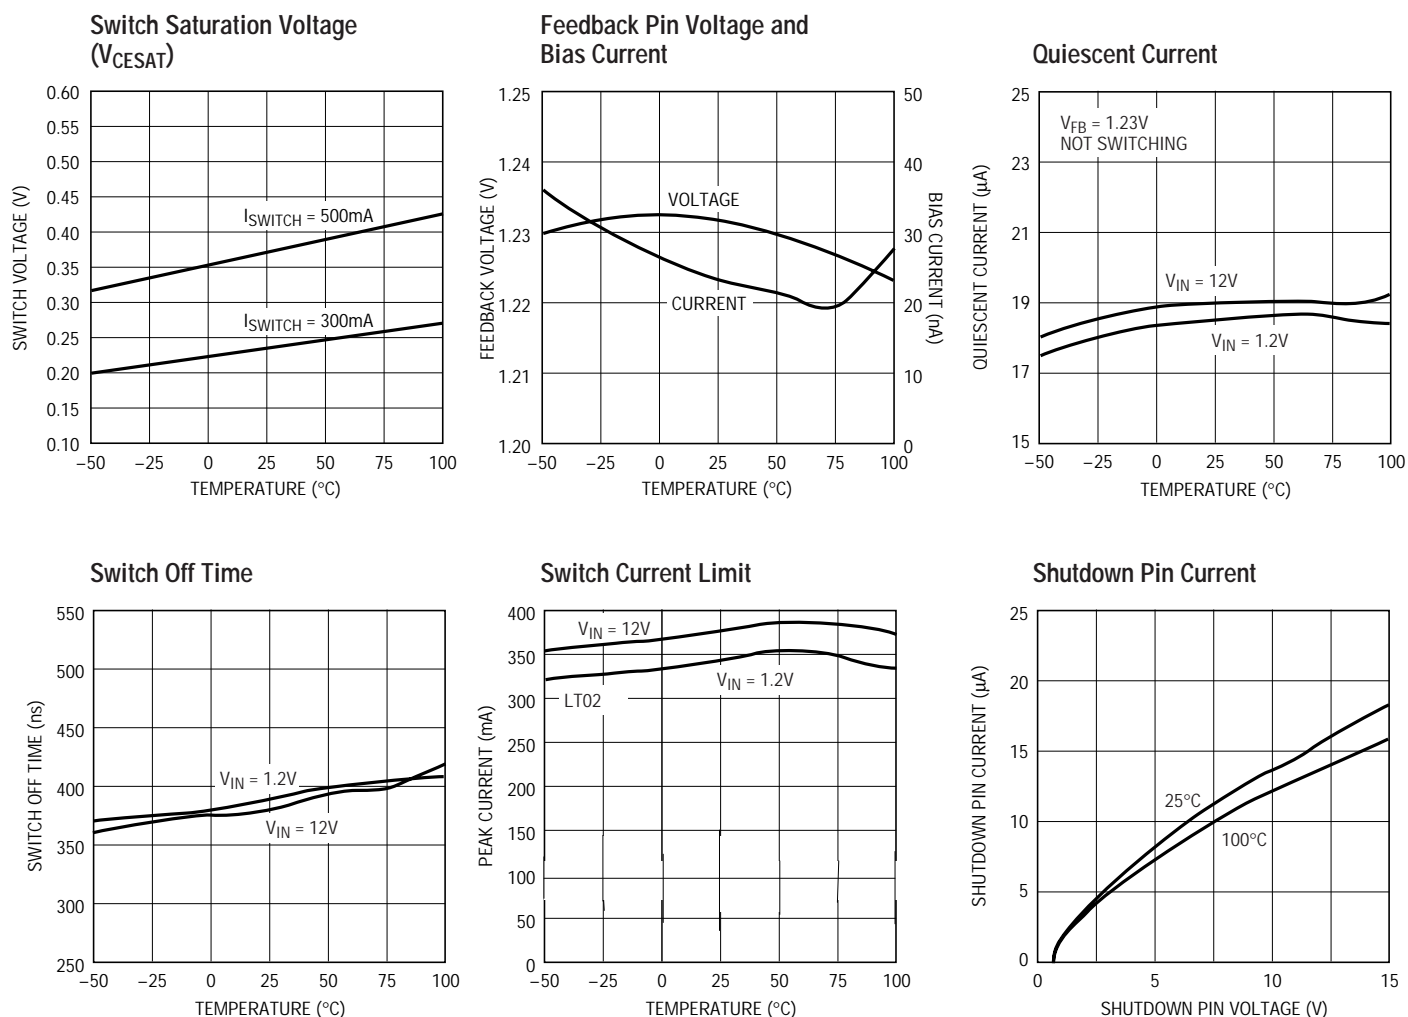 Switch Saturation Voltage
(VCESAT)
0.60
0.55
0.50
0.45
0.40
0.35
0.30
0.25
0.20
0.15
0.10
SWITCH VOLTAGE (V)
ISWITCH = 500mA
ISWITCH = 300mA
–50 –25 0 25 50 75 100
TEMPERATURE (°C)
Feedback Pin Voltage and
Bias Current
1.25
1.24
1.23
1.22
1.21
1.20
FEEDBACK VOLTAGE (V)
VOLTAGE
CURRENT
50
40
30
20
10
0
BIAS CURRENT (nA)
–50 –25 0 25 50 75 100
TEMPERATURE (°C)
Quiescent Current
25
23
21
19
17
15
QUIESCENT CURRENT (µA)
VFB = 1.23V
NOT SWITCHING
VIN = 12V
VIN = 1.2V
–50 –25 0 25 50 75 100
TEMPERATURE (°C)
Switch Off Time
550
500
450
400
350
300
250
SWITCH OFF TIME (ns)
VIN = 1.2V
VIN = 12V
–50 –25 0 25 50 75 100
TEMPERATURE (°C)
Switch Current Limit
400
350
300
250
200
150
100
50
0
PEAK CURRENT (mA)
VIN = 12V
VIN = 1.2V
LT02
–50 –25 0 25 50 75 100
TEMPERATURE (°C)
Shutdown Pin Current
25
20
15
10
5
0
SHUTDOWN PIN CURRENT (µA)
25°C
100°C
0 5 10 15
SHUTDOWN PIN VOLTAGE (V)